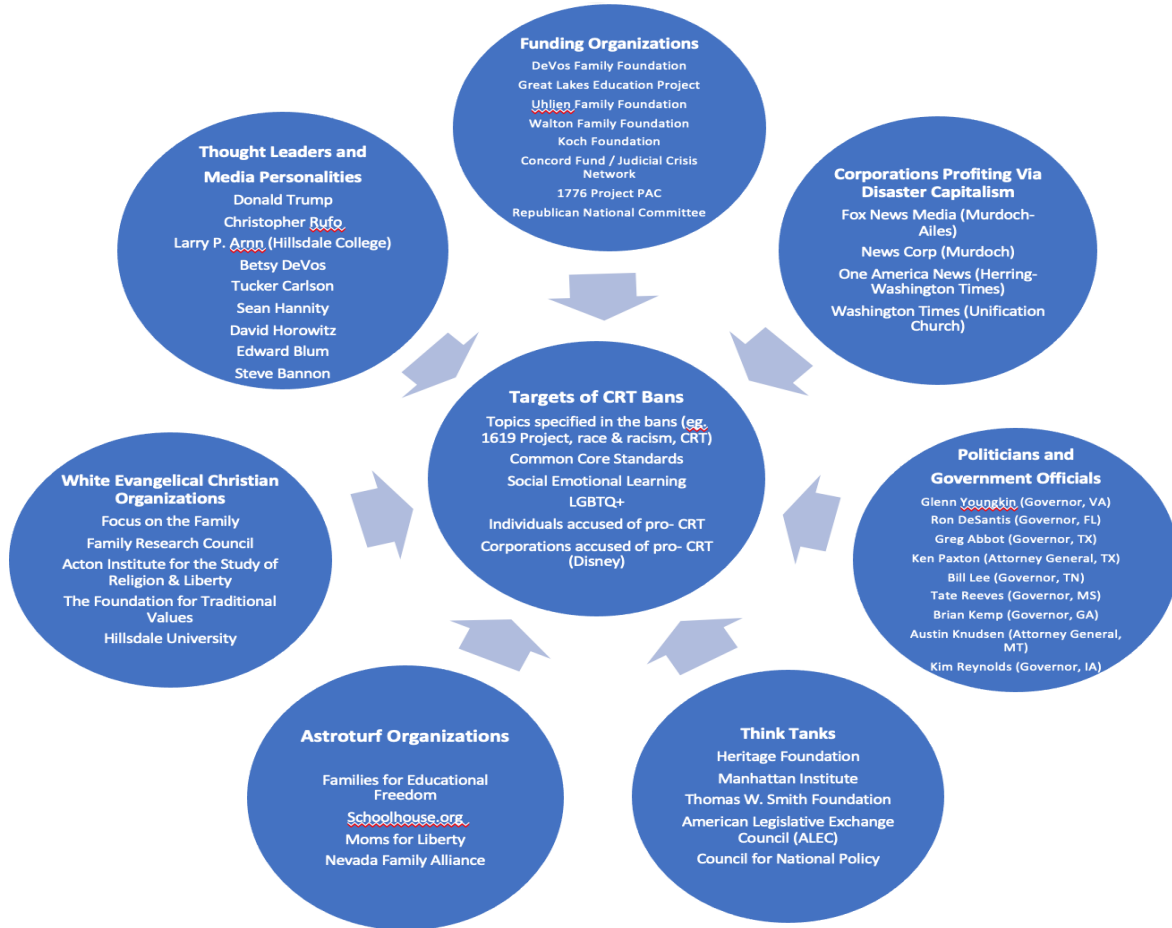 Funding Organizations
DeVos Family Foundation
Great Lakes Education Project
Uhlien Family Foundation
Walton Family Foundation
Koch Foundation
Concord Fund / Judicial Crisis
Network
1776 Project PAC
Republican National Committee
Thought Leaders and
Media Personalities
Donald Trump
Christopher Rufo
Larry P. Arnn (Hillsdale College)
Betsy DeVos
Tucker Carlson
Sean Hannity
David Horowitz
Edward Blum
Steve Bannon
Corporations Profiting Via
Disaster Capitalism
Fox News Media (Murdoch-
Ailes)
News Corp (Murdoch)
One America News (Herring-
Washington Times)
Washington Times (Unification
Church)
Targets of CRT Bans
Topics specified in the bans (eg.
1619 Project, race & racism, CRT)
Common Core Standards
Social Emotional Learning
LGBTQ+
Individuals accused of pro- CRT
Corporations accused of pro- CRT
(Disney)
White Evangelical Christian
Organizations
Focus on the Family
Family Research Council
Acton Institute for the Study of
Religion & Liberty
The Foundation for Traditional
Values
Hillsdale University
Politicians and
Government Officials
Glenn Youngkin (Governor, VA)
Ron DeSantis (Governor, FL)
Greg Abbot (Governor, TX)
Ken Paxton (Attorney General, TX)
Bill Lee (Governor, TN)
Tate Reeves (Governor, MS)
Brian Kemp (Governor, GA)
Austin Knudsen (Attorney General,
MT)
Kim Reynolds (Governor, IA)
Astroturf Organizations
Families for Educational
Freedom
Schoolhouse.org
Moms for Liberty
Nevada Family Alliance
Think Tanks
Heritage Foundation
Manhattan Institute
Thomas W. Smith Foundation
American Legislative Exchange
Council (ALEC)
Council for National Policy